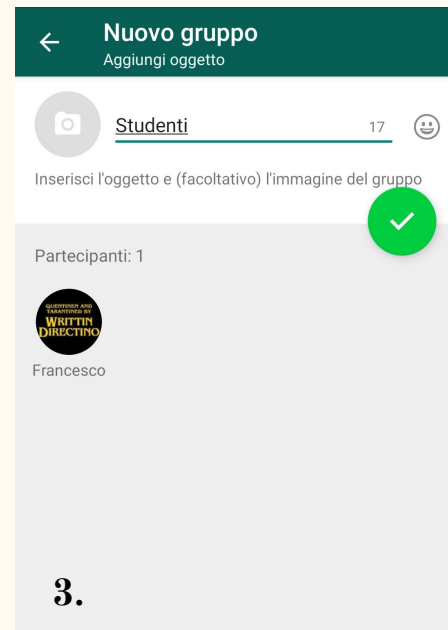 Nuovo gruppo
Aggiungi oggetto
Studenti 17
Inserisci l'oggetto e (facoltativo) l'immagine del gruppo
Partecipanti: 1
QUENTINEN AND
TARANTINED BY
WRITTIN
DIRECTINO
Francesco
3.